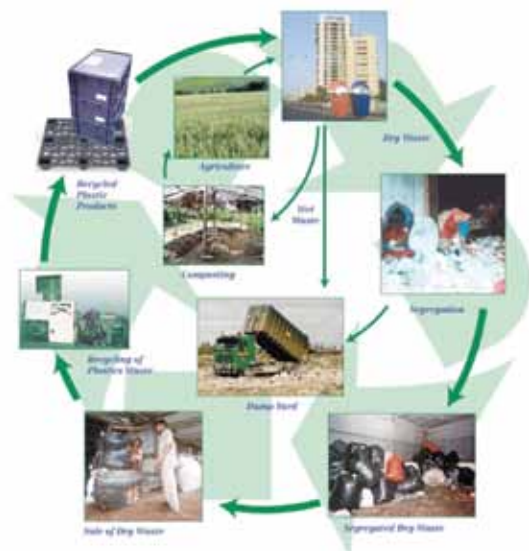 Dry Waste
Agriculture
Recycled
Plastic
Products
Wet
Waste
Composting
Segregation
Recycling of
Plastics Waste
Dump Yard
Sale of Dry Waste
Segregated Dry Waste